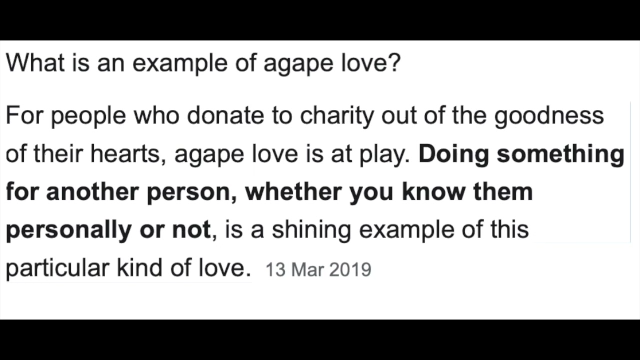 What is an example of agape love?
For people who donate to charity out of the goodness
of their hearts, agape love is at play. Doing something
for another person, whether you know them
personally or not, is a shining example of this
particular kind of love. 13 Mar 2019